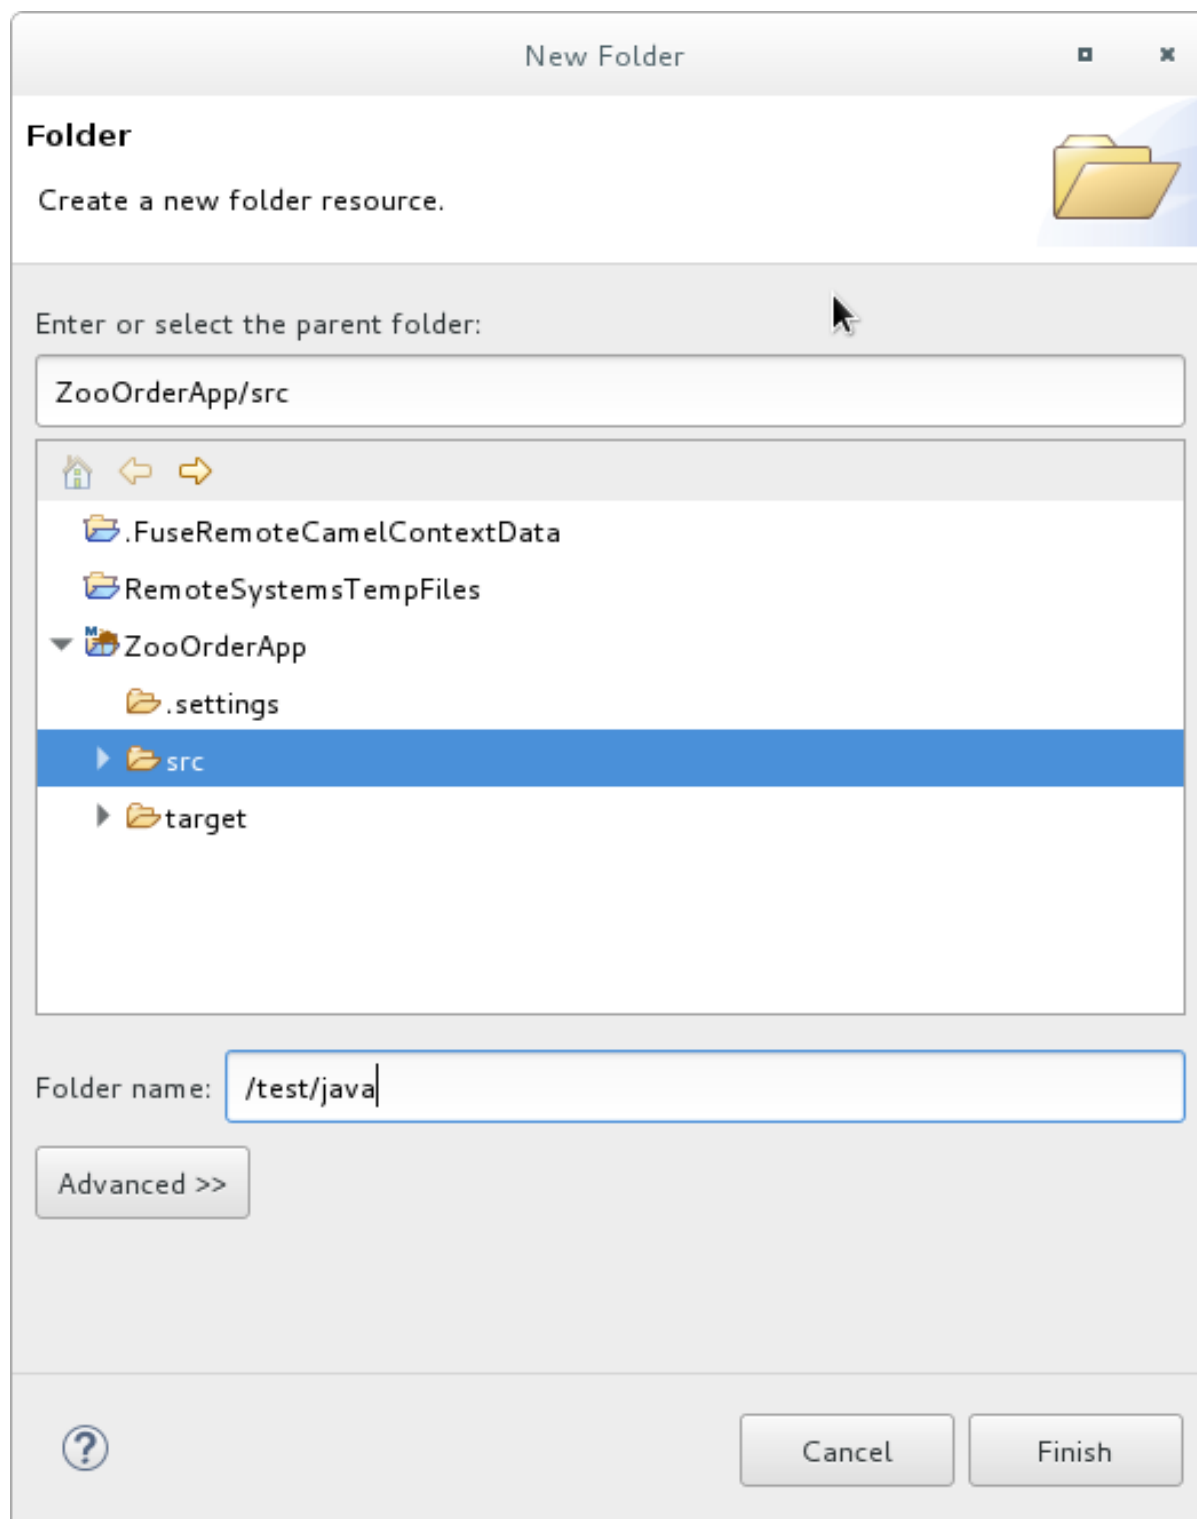 New Folder
Folder
Create a new folder resource.
Enter or select the parent folder:
ZooOrderApp/src
.FuseRemoteCamelContextData
RemoteSystemsTempFiles
ZooOrderApp
.settings
src
target
Folder name: /test/java
Advanced >>
? Cancel Finish